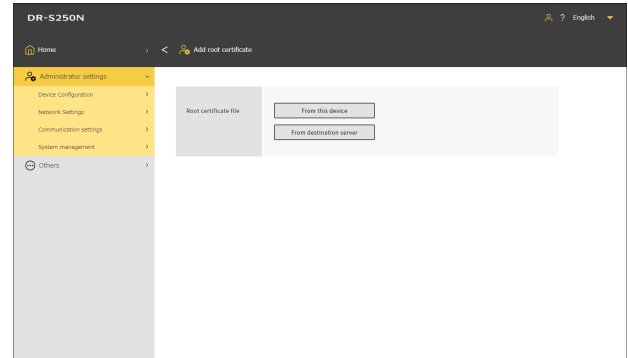 DR-S250N
? English
Home
Add root certificate
Administrator settings
Device Configuration
Network Settings
Communication settings
System management
Others
Root certificate file
From this device
From destination server